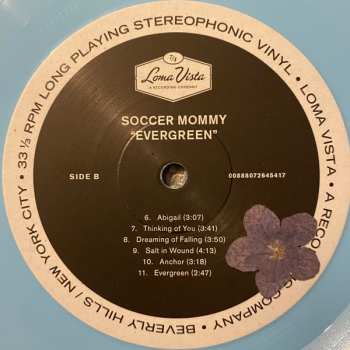 33 ⅓ RPM LONG PLAYING STEREOPHONIC VINYL • LOMA VISTA • A RECO NG COMPANY • BEVERLY HILLS / NEW YORK CITY •
Loma Vista
A RECORDING COMPANY
SOCCER MOMMY
"EVERGREEN"
SIDE B
00888072645417
6. Abigail (3:07)
7. Thinking of You (3:41)
8. Dreaming of Falling (3:50)
9. Salt in Wound (4:13)
10. Anchor (3:18)
11. Evergreen (2:47)